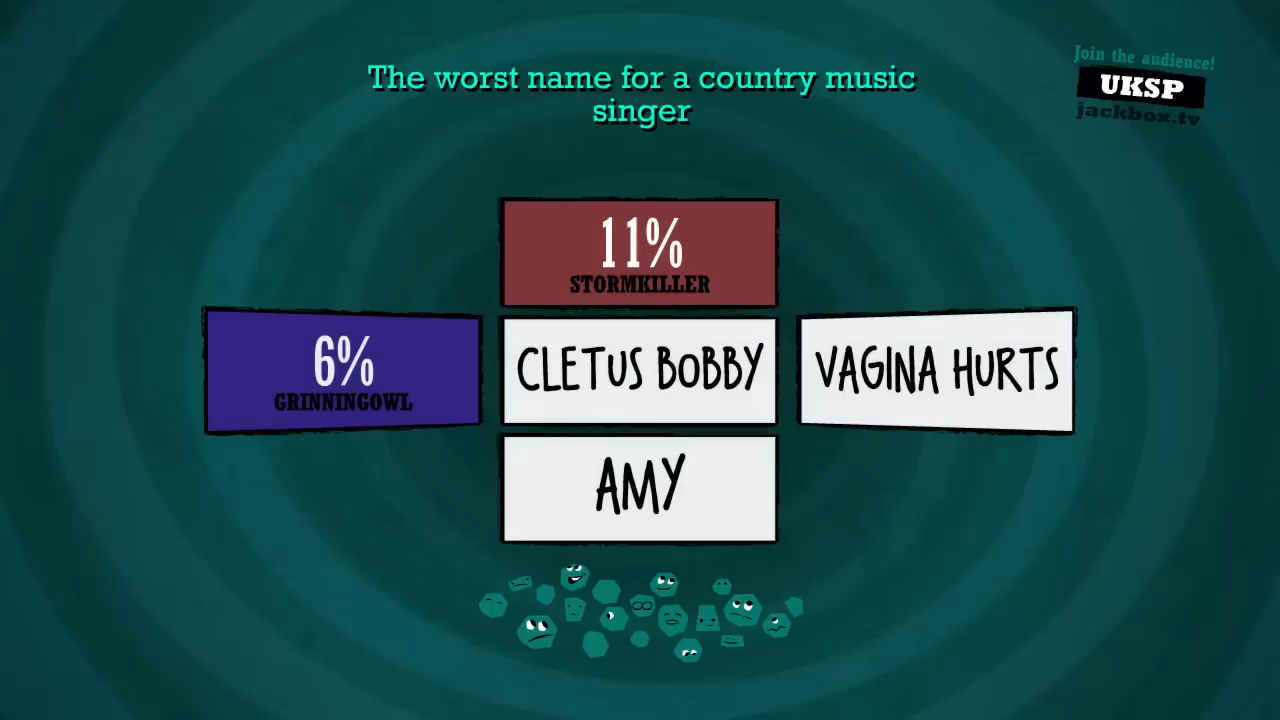 The worst name for a country music
singer
Join the audience!
UKSP
jackbox.tv
11%
STORMKILLER
6%
GRINNINGOWL
CLETUS BOBBY
VAGINA HURTS
AMY